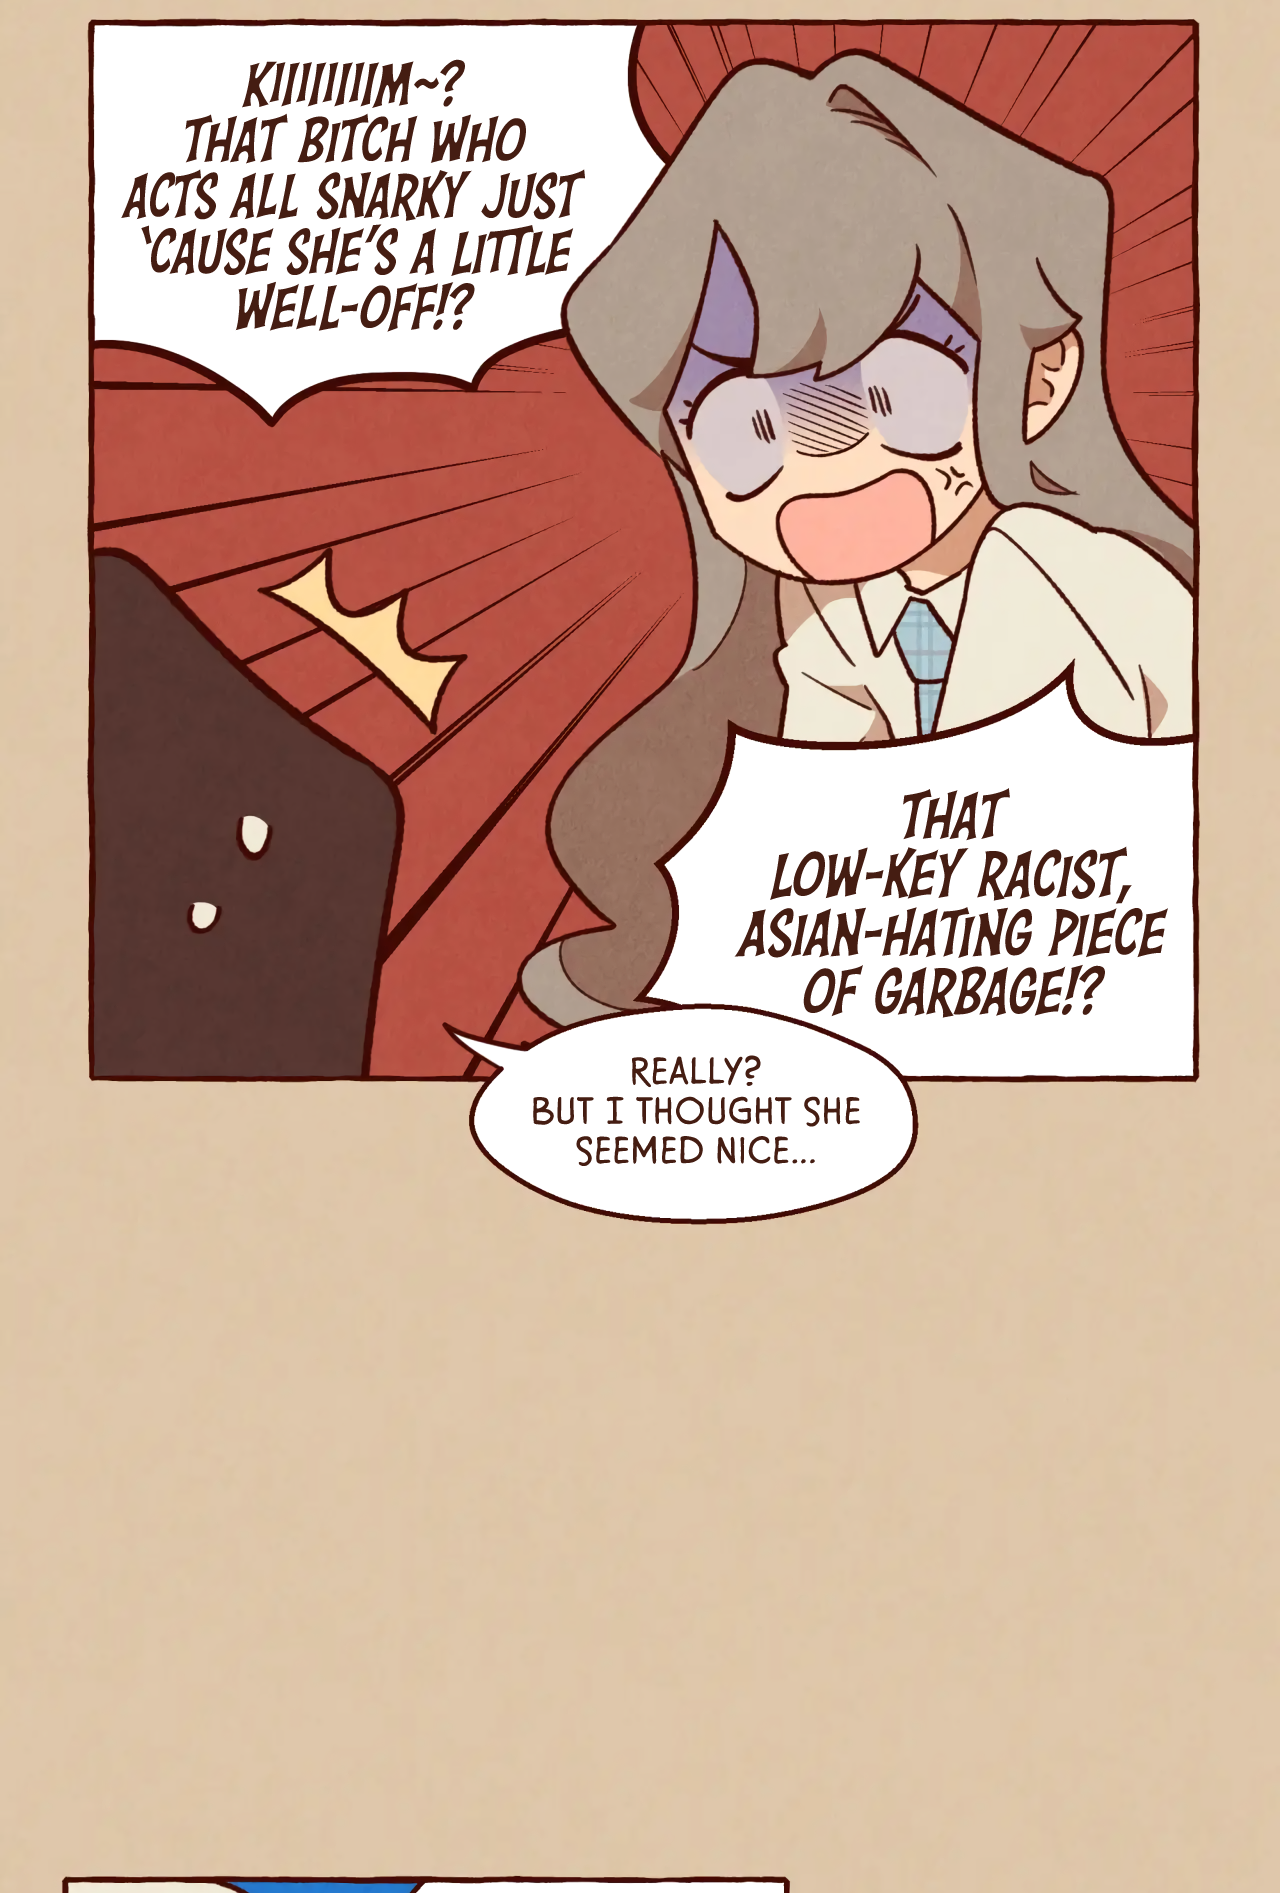 KIIIIIIIIM~?
THAT BITCH WHO
ACTS ALL SNARKY JUST
‘CAUSE SHE’S A LITTLE
WELL-OFF!?
THAT
LOW-KEY RACIST,
ASIAN-HATING PIECE
OF GARBAGE!?
REALLY?
BUT I THOUGHT SHE
SEEMED NICE...